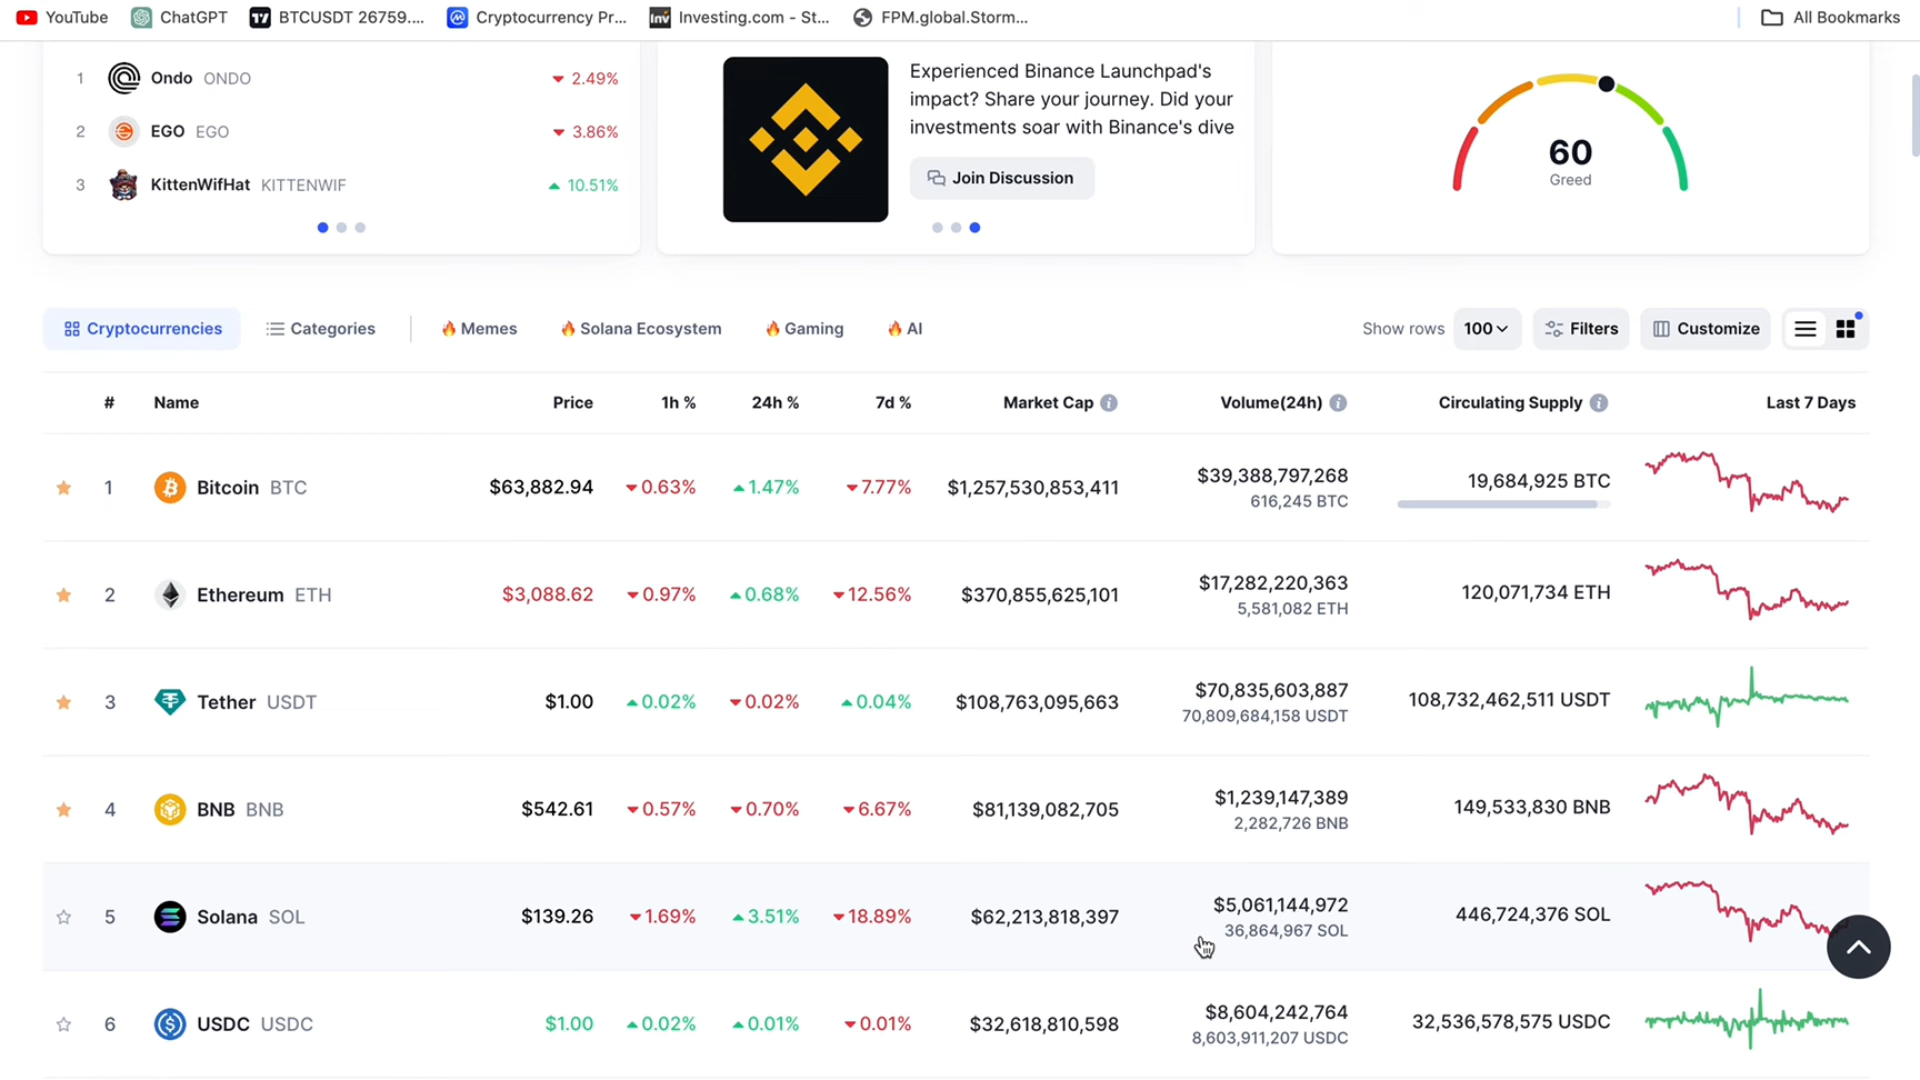 YouTube ChatGPT BTCUSDT 26759.... Cryptocurrency Pr... Investing.com - St... FPM.global.Storm... All Bookmarks
1 Ondo ONDO 2.49%
2 EGO EGO 3.86%
3 KittenWifHat KITTENWIF 10.51%
Experienced Binance Launchpad's
impact? Share your journey. Did your
investments soar with Binance's dive
Join Discussion
60
Greed
Cryptocurrencies Categories Memes Solana Ecosystem Gaming AI Show rows 100 Filters Customize
# Name Price 1h % 24h % 7d % Market Cap Volume(24h) Circulating Supply Last 7 Days
1 Bitcoin BTC $63,882.94 0.63% 1.47% 7.77% $1,257,530,853,411 $39,388,797,268 19,684,925 BTC
616,245 BTC
2 Ethereum ETH $3,088.62 0.97% 0.68% 12.56% $370,855,625,101 $17,282,220,363 120,071,734 ETH
5,581,082 ETH
3 Tether USDT $1.00 0.02% 0.02% 0.04% $108,763,095,663 $70,835,603,887 108,732,462,511 USDT
70,809,684,158 USDT
4 BNB BNB $542.61 0.57% 0.70% 6.67% $81,139,082,705 $1,239,147,389 149,533,830 BNB
2,282,726 BNB
5 Solana SOL $139.26 1.69% 3.51% 18.89% $62,213,818,397 $5,061,144,972 446,724,376 SOL
36,864,967 SOL
6 USDC USDC $1.00 0.02% 0.01% 0.01% $32,618,810,598 $8,604,242,764 32,536,578,575 USDC
8,603,911,207 USDC